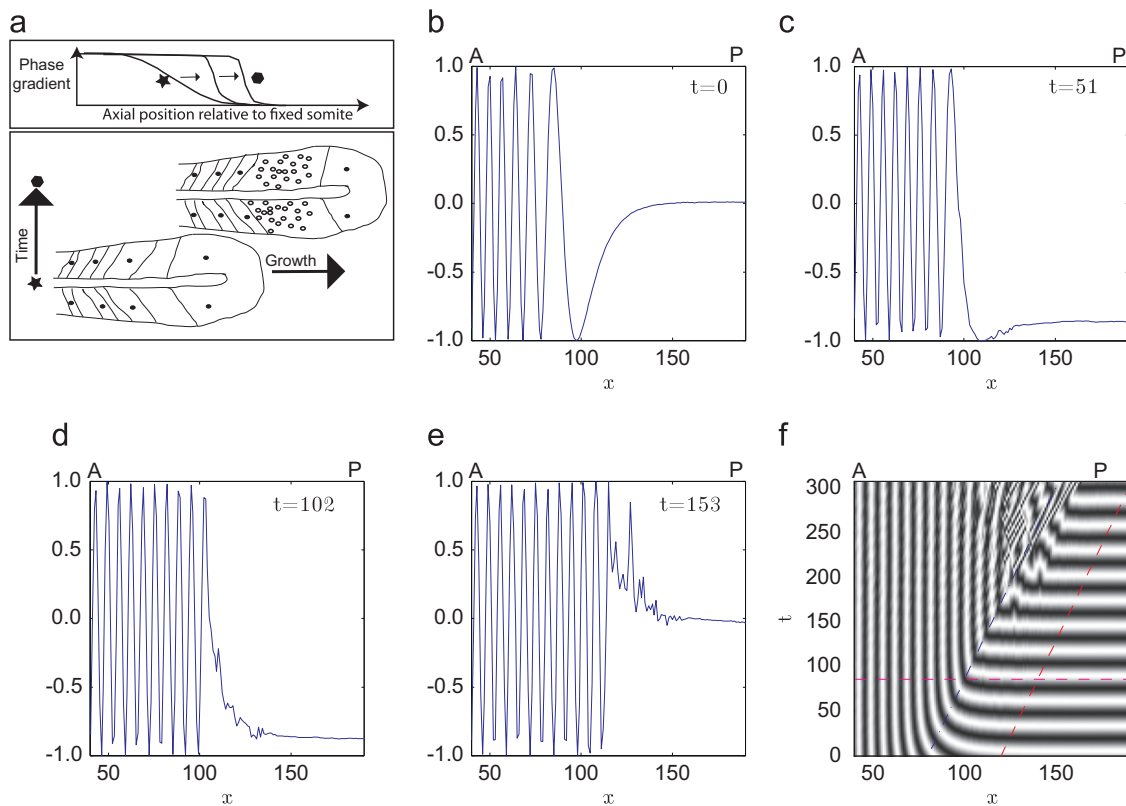 a
Phase gradient
Axial position relative to fixed somite
Time
Growth
b
A
P
t=0
1.0
0.5
0.0
-0.5
-1.0
50
100
150
x
c
A
P
t=51
1.0
0.5
0.0
-0.5
-1.0
50
100
150
x
d
A
P
t=102
1.0
0.5
0.0
-0.5
-1.0
50
100
150
x
e
A
P
t=153
1.0
0.5
0.0
-0.5
-1.0
50
100
150
x
f
A
P
300
250
200
150
100
50
0
t
50
100
150
x